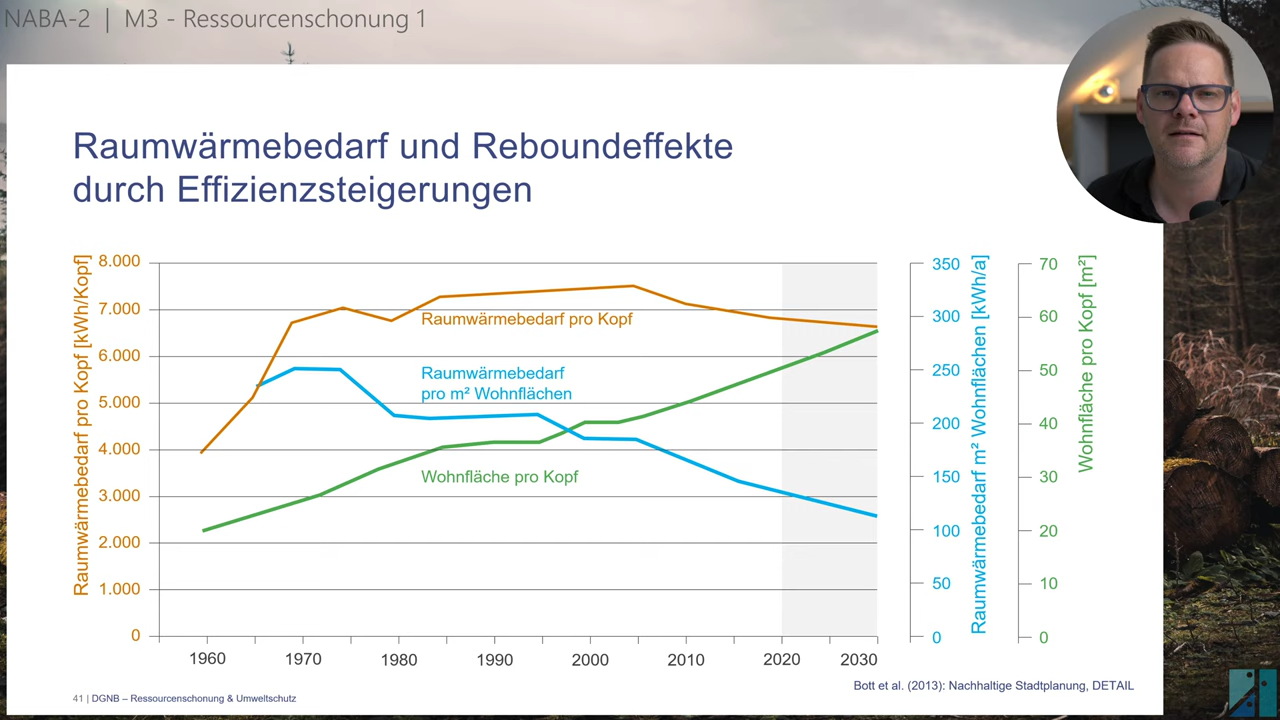 NABA-2 | M3 - Ressourcenschonung 1
Raumwärmebedarf und Reboundeffekte
durch Effizienzsteigerungen
Raumwärmebedarf pro Kopf [kWh/Kopf]
8.000
7.000
6.000
5.000
4.000
3.000
2.000
1.000
0
Raumwärmebedarf pro Kopf
Raumwärmebedarf
pro m² Wohnflächen
Wohnfläche pro Kopf
1960 1970 1980 1990 2000 2010 2020 2030
350
300
250
200
150
100
50
0
Raumwärmebedarf m² Wohnflächen [kWh/a]
70
60
50
40
30
20
10
0
Wohnfläche pro Kopf [m²]
Bott et al. (2013): Nachhaltige Stadtplanung, DETAIL
41 | DGNB – Ressourcenschonung & Umweltschutz